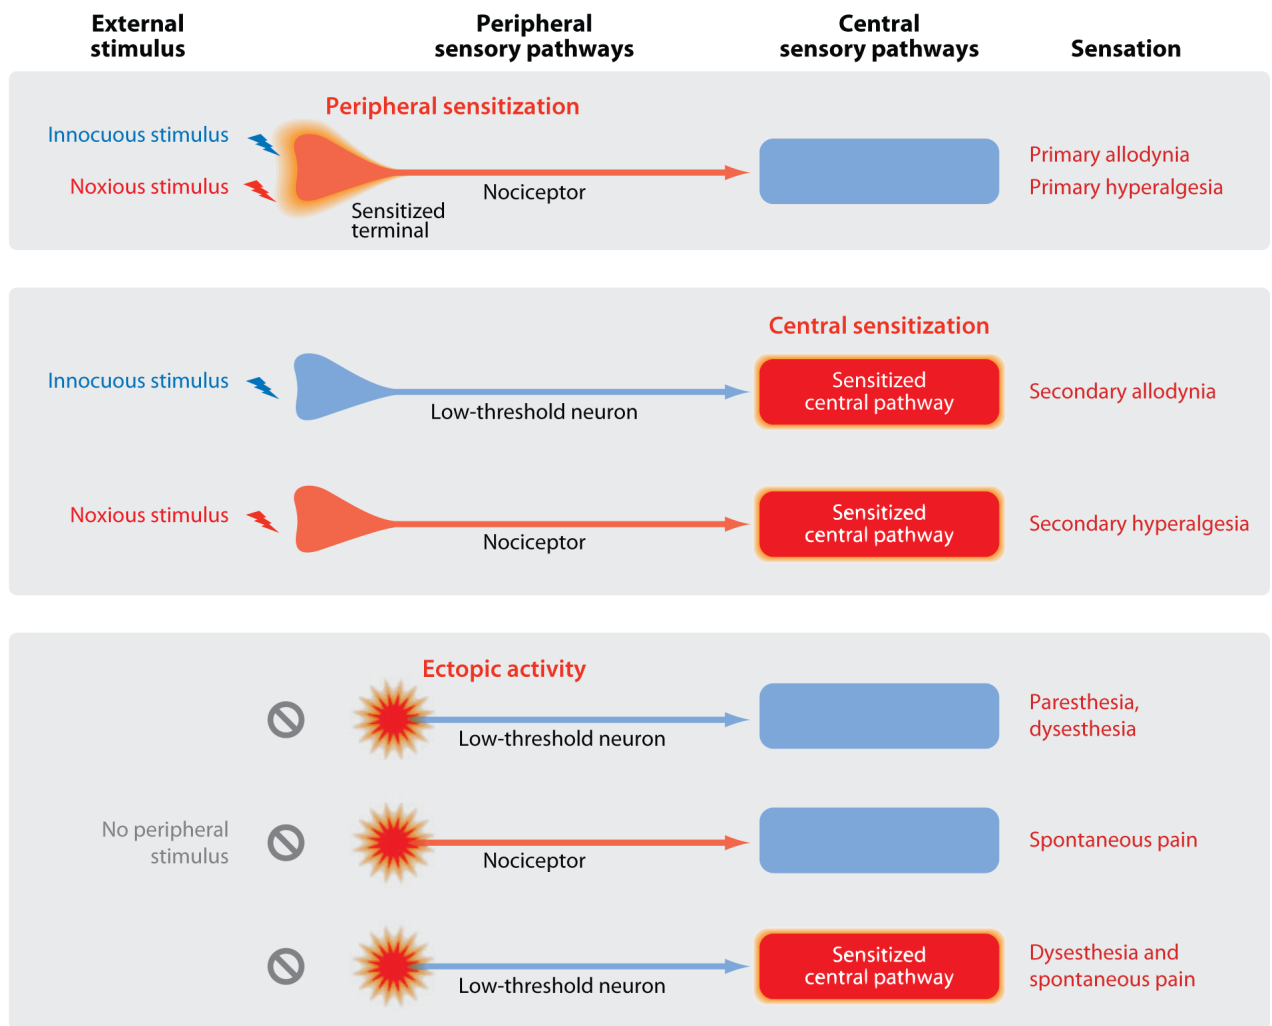 External
stimulus
Peripheral
sensory pathways
Central
sensory pathways
Sensation
Peripheral sensitization
Innocuous stimulus
Noxious stimulus
Nociceptor
Sensitized
terminal
Primary allodynia
Primary hyperalgesia
Central sensitization
Innocuous stimulus
Low-threshold neuron
Sensitized
central pathway
Secondary allodynia
Noxious stimulus
Nociceptor
Sensitized
central pathway
Secondary hyperalgesia
Ectopic activity
Low-threshold neuron
Paresthesia,
dysesthesia
No peripheral
stimulus
Nociceptor
Spontaneous pain
Low-threshold neuron
Sensitized
central pathway
Dysesthesia and
spontaneous pain